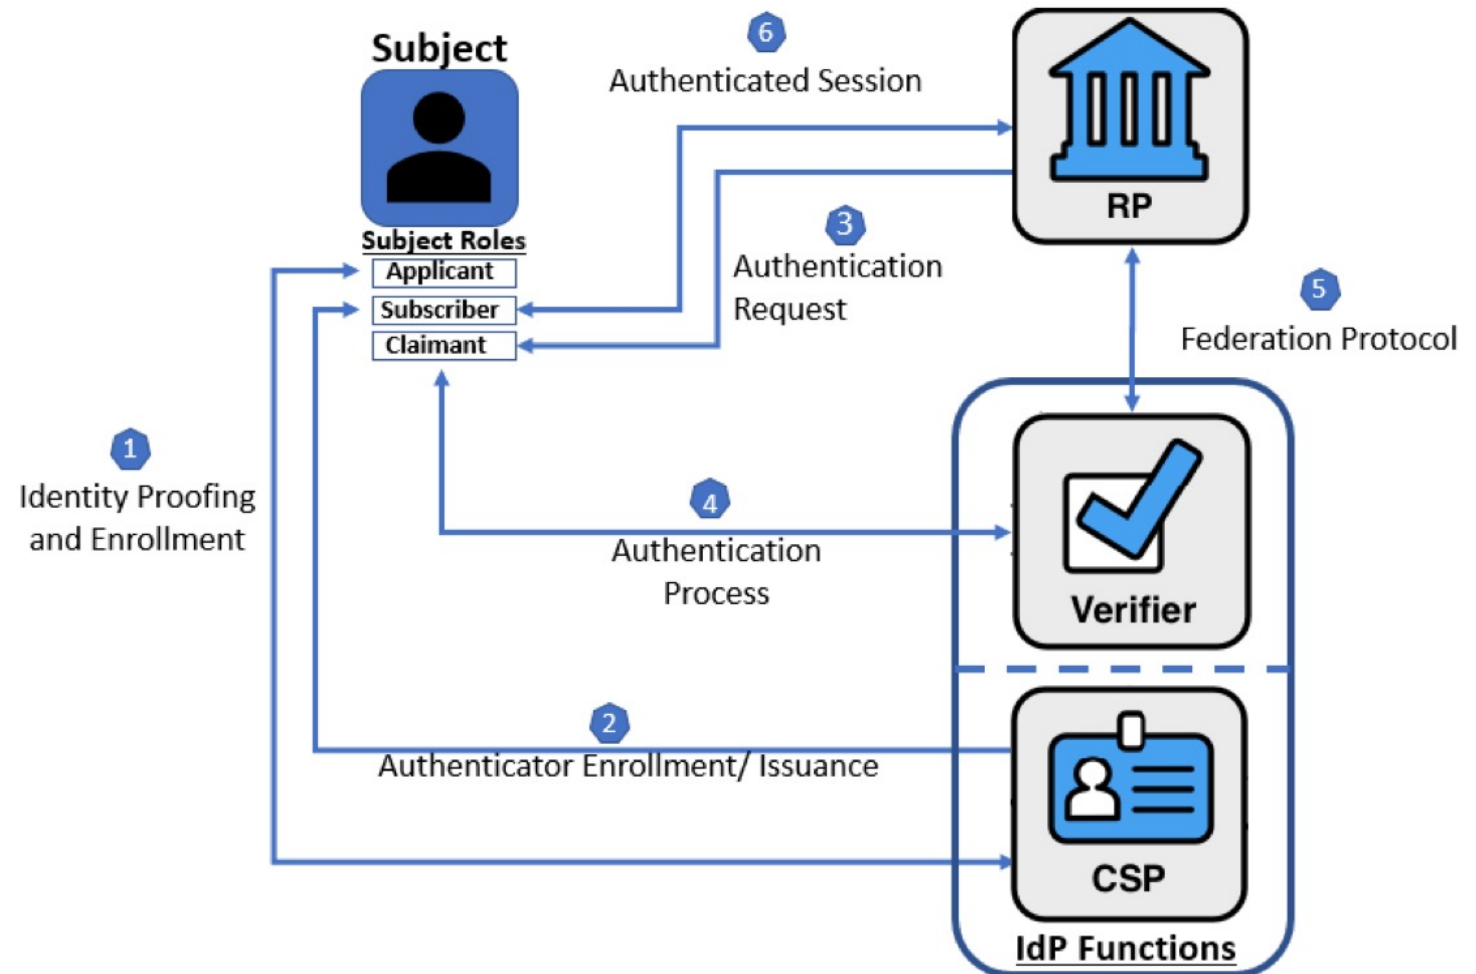 Subject
Subject Roles
Applicant
Subscriber
Claimant
6
Authenticated Session
RP
3
Authentication
Request
5
Federation Protocol
1
Identity Proofing
and Enrollment
4
Authentication
Process
Verifier
2
Authenticator Enrollment/ Issuance
CSP
IdP Functions